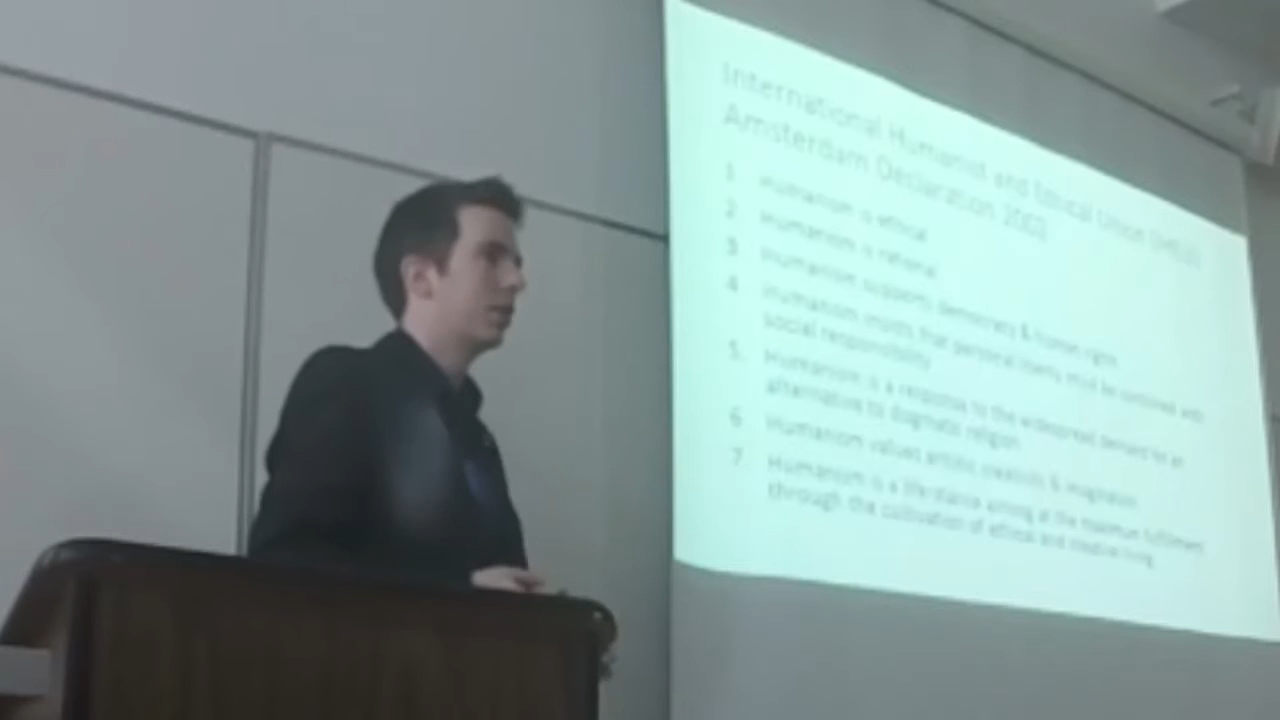 International Humanist and Ethical Union (IHEU)
Amsterdam Declaration 2002
1. Humanism is ethical
2. Humanism is rational
3. Humanism supports democracy & human rights
4. Humanism insists that personal liberty must be combined with
social responsibility
5. Humanism is a response to the widespread demand for an
alternative to dogmatic religion
6. Humanism values artistic creativity & imagination
7. Humanism is a lifestance aiming at the maximum fulfillment
through the cultivation of ethical and creative living